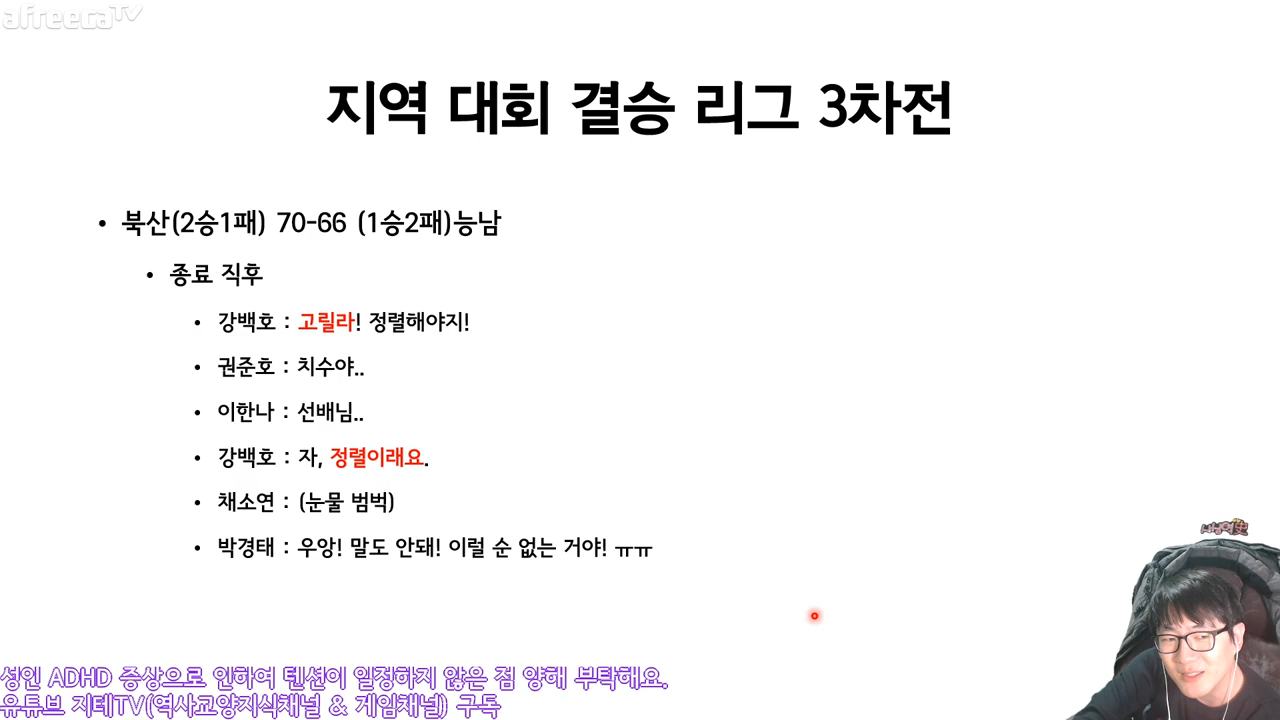 afreecaTV
지역 대회 결승 리그 3차전
• 북산(2승1패) 70-66 (1승2패)능남
• 종료 직후
• 강백호 : 고릴라! 정렬해야지!
• 권준호 : 치수야..
• 이한나 : 선배님..
• 강백호 : 자, 정렬이래요.
• 채소연 : (눈물 범벅)
• 박경태 : 우앙! 말도 안돼! 이럴 순 없는 거야! ㅠㅠ
성인 ADHD 증상으로 인하여 텐션이 일정하지 않은 점 양해 부탁해요.
유튜브 지테TV(역사교양지식채널 & 게임채널) 구독